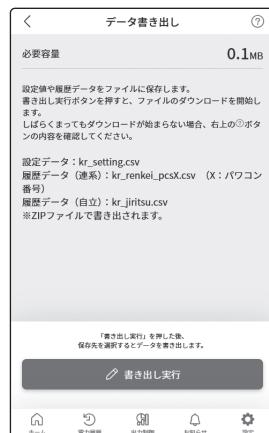 データ書き出し
必要容量 0.1MB
設定値や履歴データをファイルに保存します。
書き出し実行ボタンを押すと、ファイルのダウンロードを開始し
ます。
しばらくまってもダウンロードが始まらない場合、右上の?ボタ
ンの内容を確認してください。
設定データ：kr_setting.csv
履歴データ（連系）：kr_renkei_pcsX.csv （X：パワコン
番号）
履歴データ（自立）：kr_jiritsu.csv
※ZIPファイルで書き出されます。
「書き出し実行」を押した後、
保存先を選択するとデータを書き出します。
書き出し実行